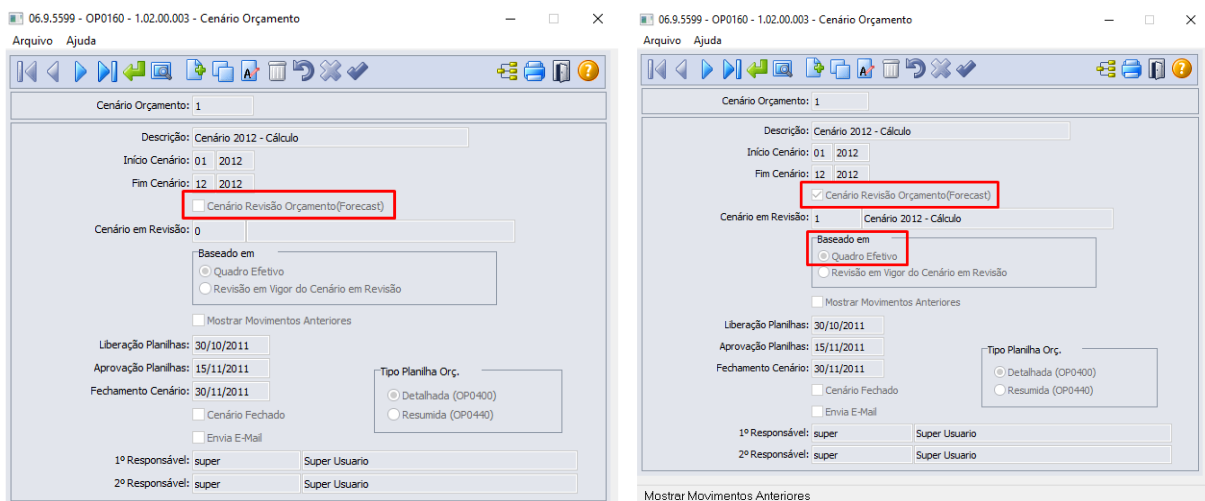 06.9.5599 - OP0160 - 1.02.00.003 - Cenário Orçamento
Arquivo Ajuda
Cenário Orçamento: 1
Descrição: Cenário 2012 - Cálculo
Início Cenário: 01 2012
Fim Cenário: 12 2012
Cenário Revisão Orçamento(Forecast)
Cenário em Revisão: 0
Baseado em
Quadro Efetivo
Revisão em Vigor do Cenário em Revisão
Mostrar Movimentos Anteriores
Liberação Planilhas: 30/10/2011
Aprovação Planilhas: 15/11/2011
Fechamento Cenário: 30/11/2011
Tipo Planilha Orç.
Detalhada (OP0400)
Resumida (OP0440)
Cenário Fechado
Envia E-Mail
1º Responsável: super Super Usuario
2º Responsável: super Super Usuario
06.9.5599 - OP0160 - 1.02.00.003 - Cenário Orçamento
Arquivo Ajuda
Cenário Orçamento: 1
Descrição: Cenário 2012 - Cálculo
Início Cenário: 01 2012
Fim Cenário: 12 2012
Cenário Revisão Orçamento(Forecast)
Cenário em Revisão: 1 Cenário 2012 - Cálculo
Baseado em
Quadro Efetivo
Revisão em Vigor do Cenário em Revisão
Mostrar Movimentos Anteriores
Liberação Planilhas: 30/10/2011
Aprovação Planilhas: 15/11/2011
Fechamento Cenário: 30/11/2011
Tipo Planilha Orç.
Detalhada (OP0400)
Resumida (OP0440)
Cenário Fechado
Envia E-Mail
1º Responsável: super Super Usuario
2º Responsável: super Super Usuario
Mostrar Movimentos Anteriores